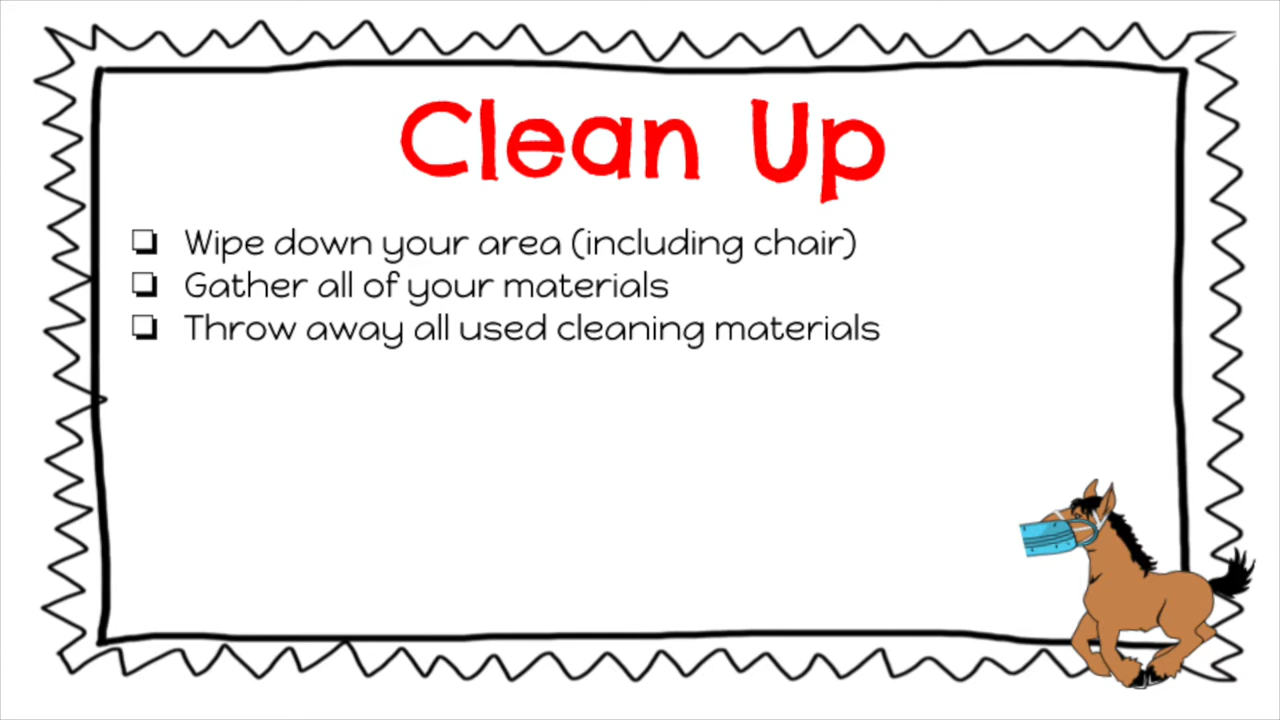 Clean Up
❏ Wipe down your area (including chair)
❏ Gather all of your materials
❏ Throw away all used cleaning materials